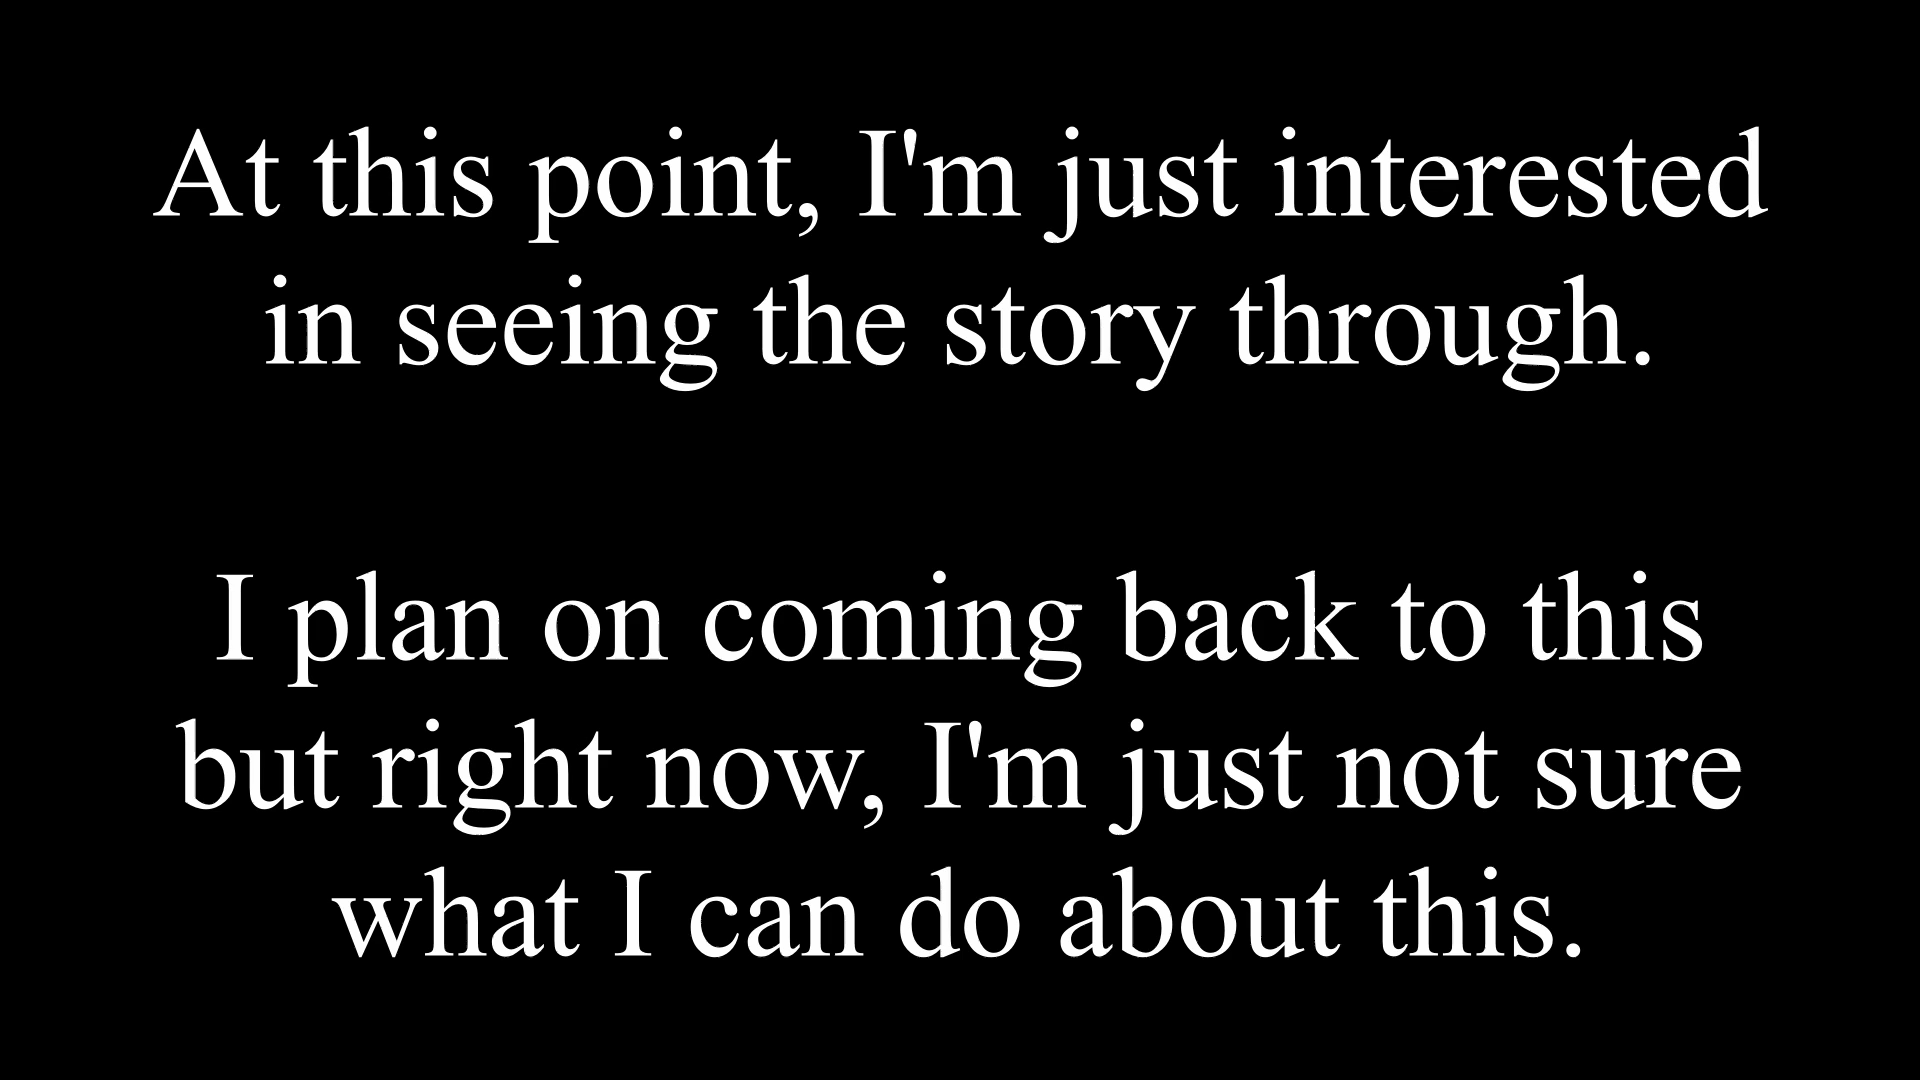 At this point, I'm just interested
in seeing the story through.
I plan on coming back to this
but right now, I'm just not sure
what I can do about this.